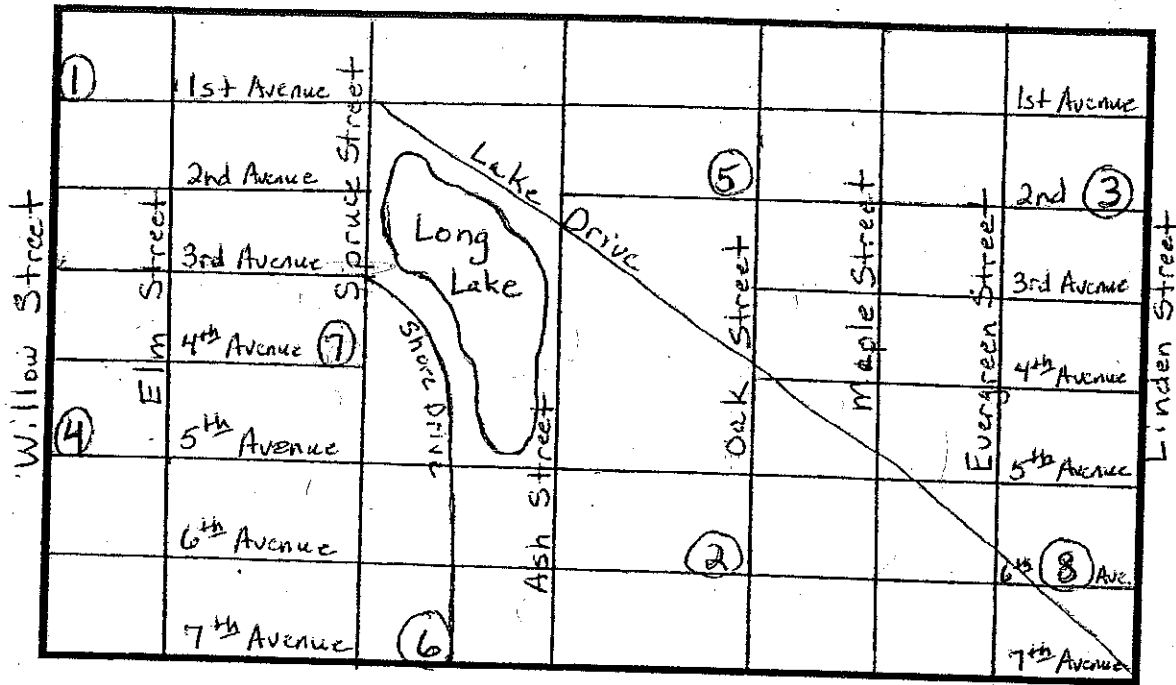 1
1st Avenue
Spruce Street
1st Avenue
2nd Avenue
Lake
Drive
5
2nd
3
Willow Street
Elm Street
Long
Lake
3rd Avenue
Oak Street
Maple Street
Evergreen Street
3rd Avenue
Linden Street
4th Avenue
7
Shore Drive
4th Avenue
4
5th Avenue
Ash Street
5th Avenue
6th Avenue
2
6th
8
Ave.
7th Avenue
6
7th Avenue